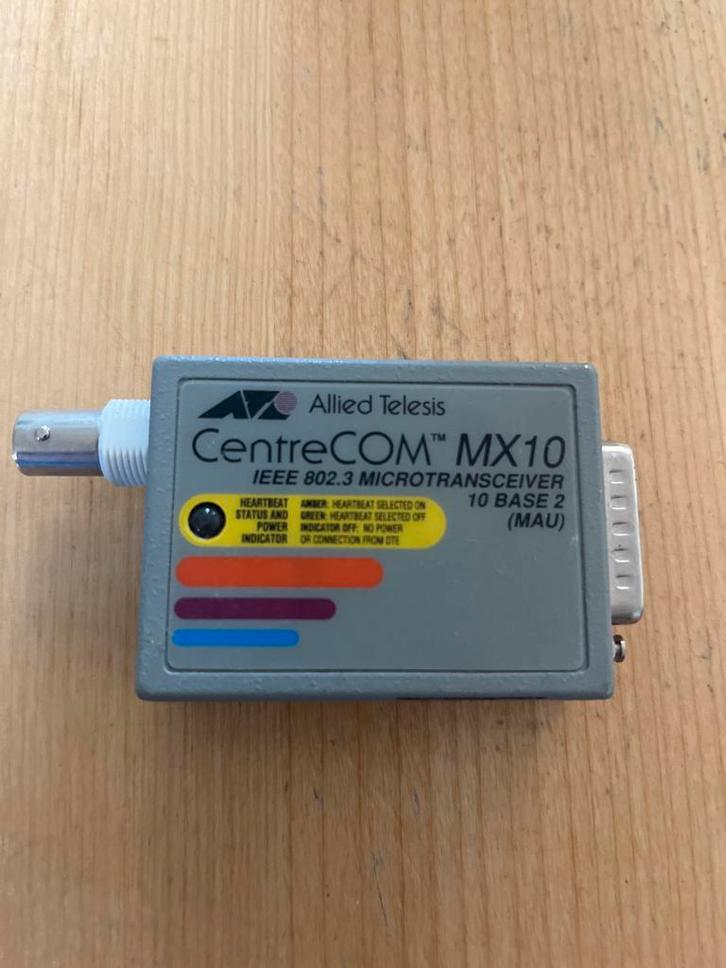 Allied Telesis
CentreCOM™ MX10
IEEE 802.3 MICROTRANSCEIVER
10 BASE 2
(MAU)
HEARTBEAT
STATUS AND
POWER
INDICATOR
AMBER: HEARTBEAT SELECTED ON
GREEN: HEARTBEAT SELECTED OFF
INDICATOR OFF: NO POWER
OR CONNECTION FROM DTE